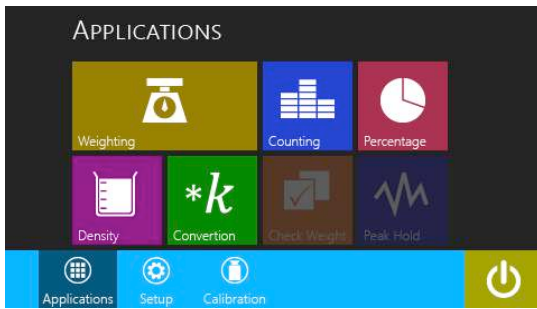 APPLICATIONS
Weighting
Counting
Percentage
*k
Density
Convertion
Check Weight
Peak Hold
Applications
Setup
Calibration